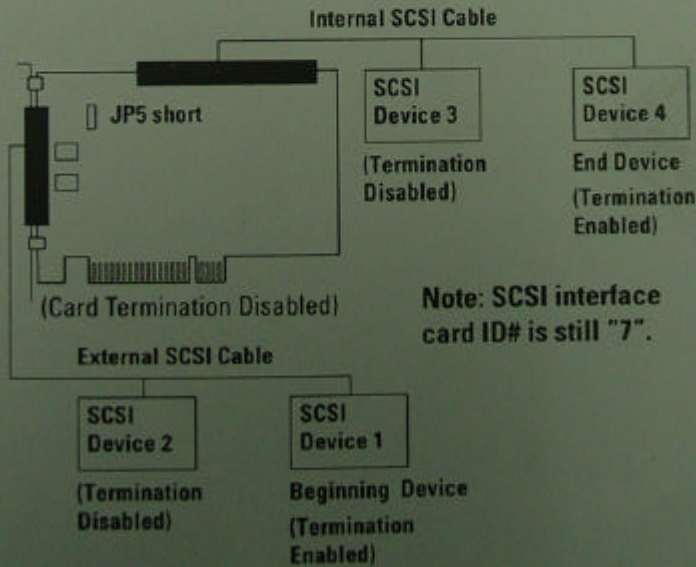 Internal SCSI Cable
JP5 short
SCSI
Device 3
(Termination
Disabled)
SCSI
Device 4
End Device
(Termination
Enabled)
(Card Termination Disabled)
Note: SCSI interface
card ID# is still "7".
External SCSI Cable
SCSI
Device 2
(Termination
Disabled)
SCSI
Device 1
Beginning Device
(Termination
Enabled)